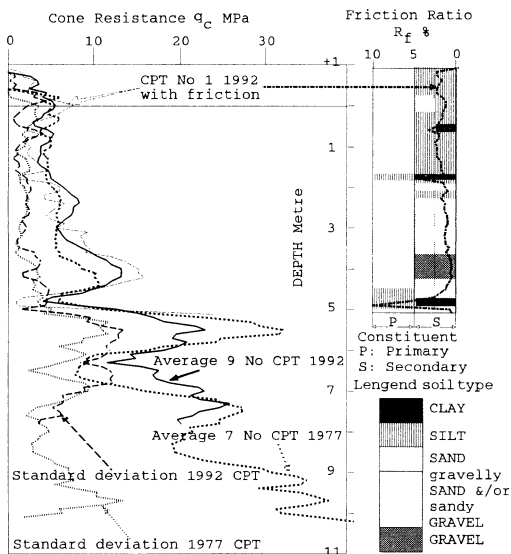 Cone Resistance qc MPa
Friction Ratio
Rf %
0 10 20 30
10 5 0
+1
CPT No 1 1992
with friction
1
3
DEPTH Metre
5
P S
Constituent
P: Primary
S: Secondary
Lengend soil type
Average 9 No CPT 1992
7
CLAY
SILT
Average 7 No CPT 1977
SAND
9
Standard deviation 1992 CPT
gravelly
SAND &/or
sandy
GRAVEL
GRAVEL
Standard deviation 1977 CPT
11